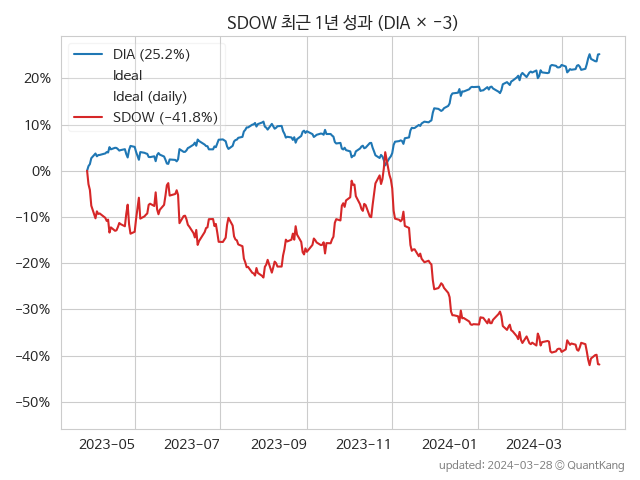 SDOW 최근 1년 성과 (DIA × −3)
DIA (25.2%)
Ideal
Ideal (daily)
SDOW (−41.8%)
20%
10%
0%
−10%
−20%
−30%
−40%
−50%
2023−05 2023−07 2023−09 2023−11 2024−01 2024−03
updated: 2024−03−28 © QuantKang